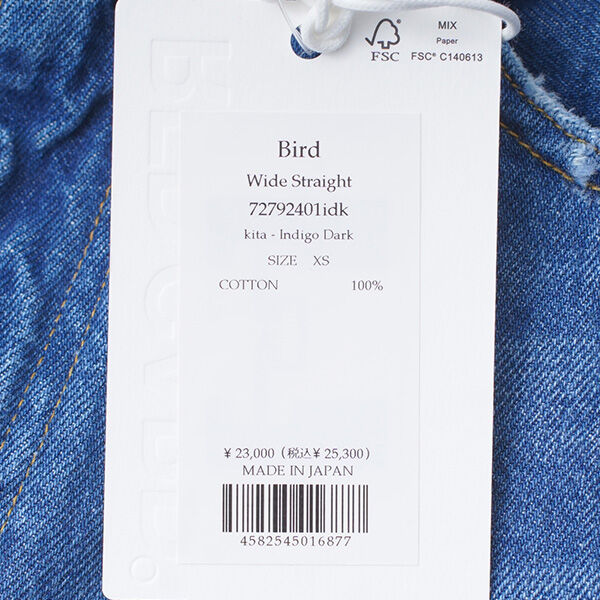 MIX
Paper
FSC
FSC® C140613
Bird
Wide Straight
72792401idk
kita - Indigo Dark
SIZE XS
COTTON 100%
¥ 23,000 (税込¥ 25,300)
MADE IN JAPAN
4582545016877